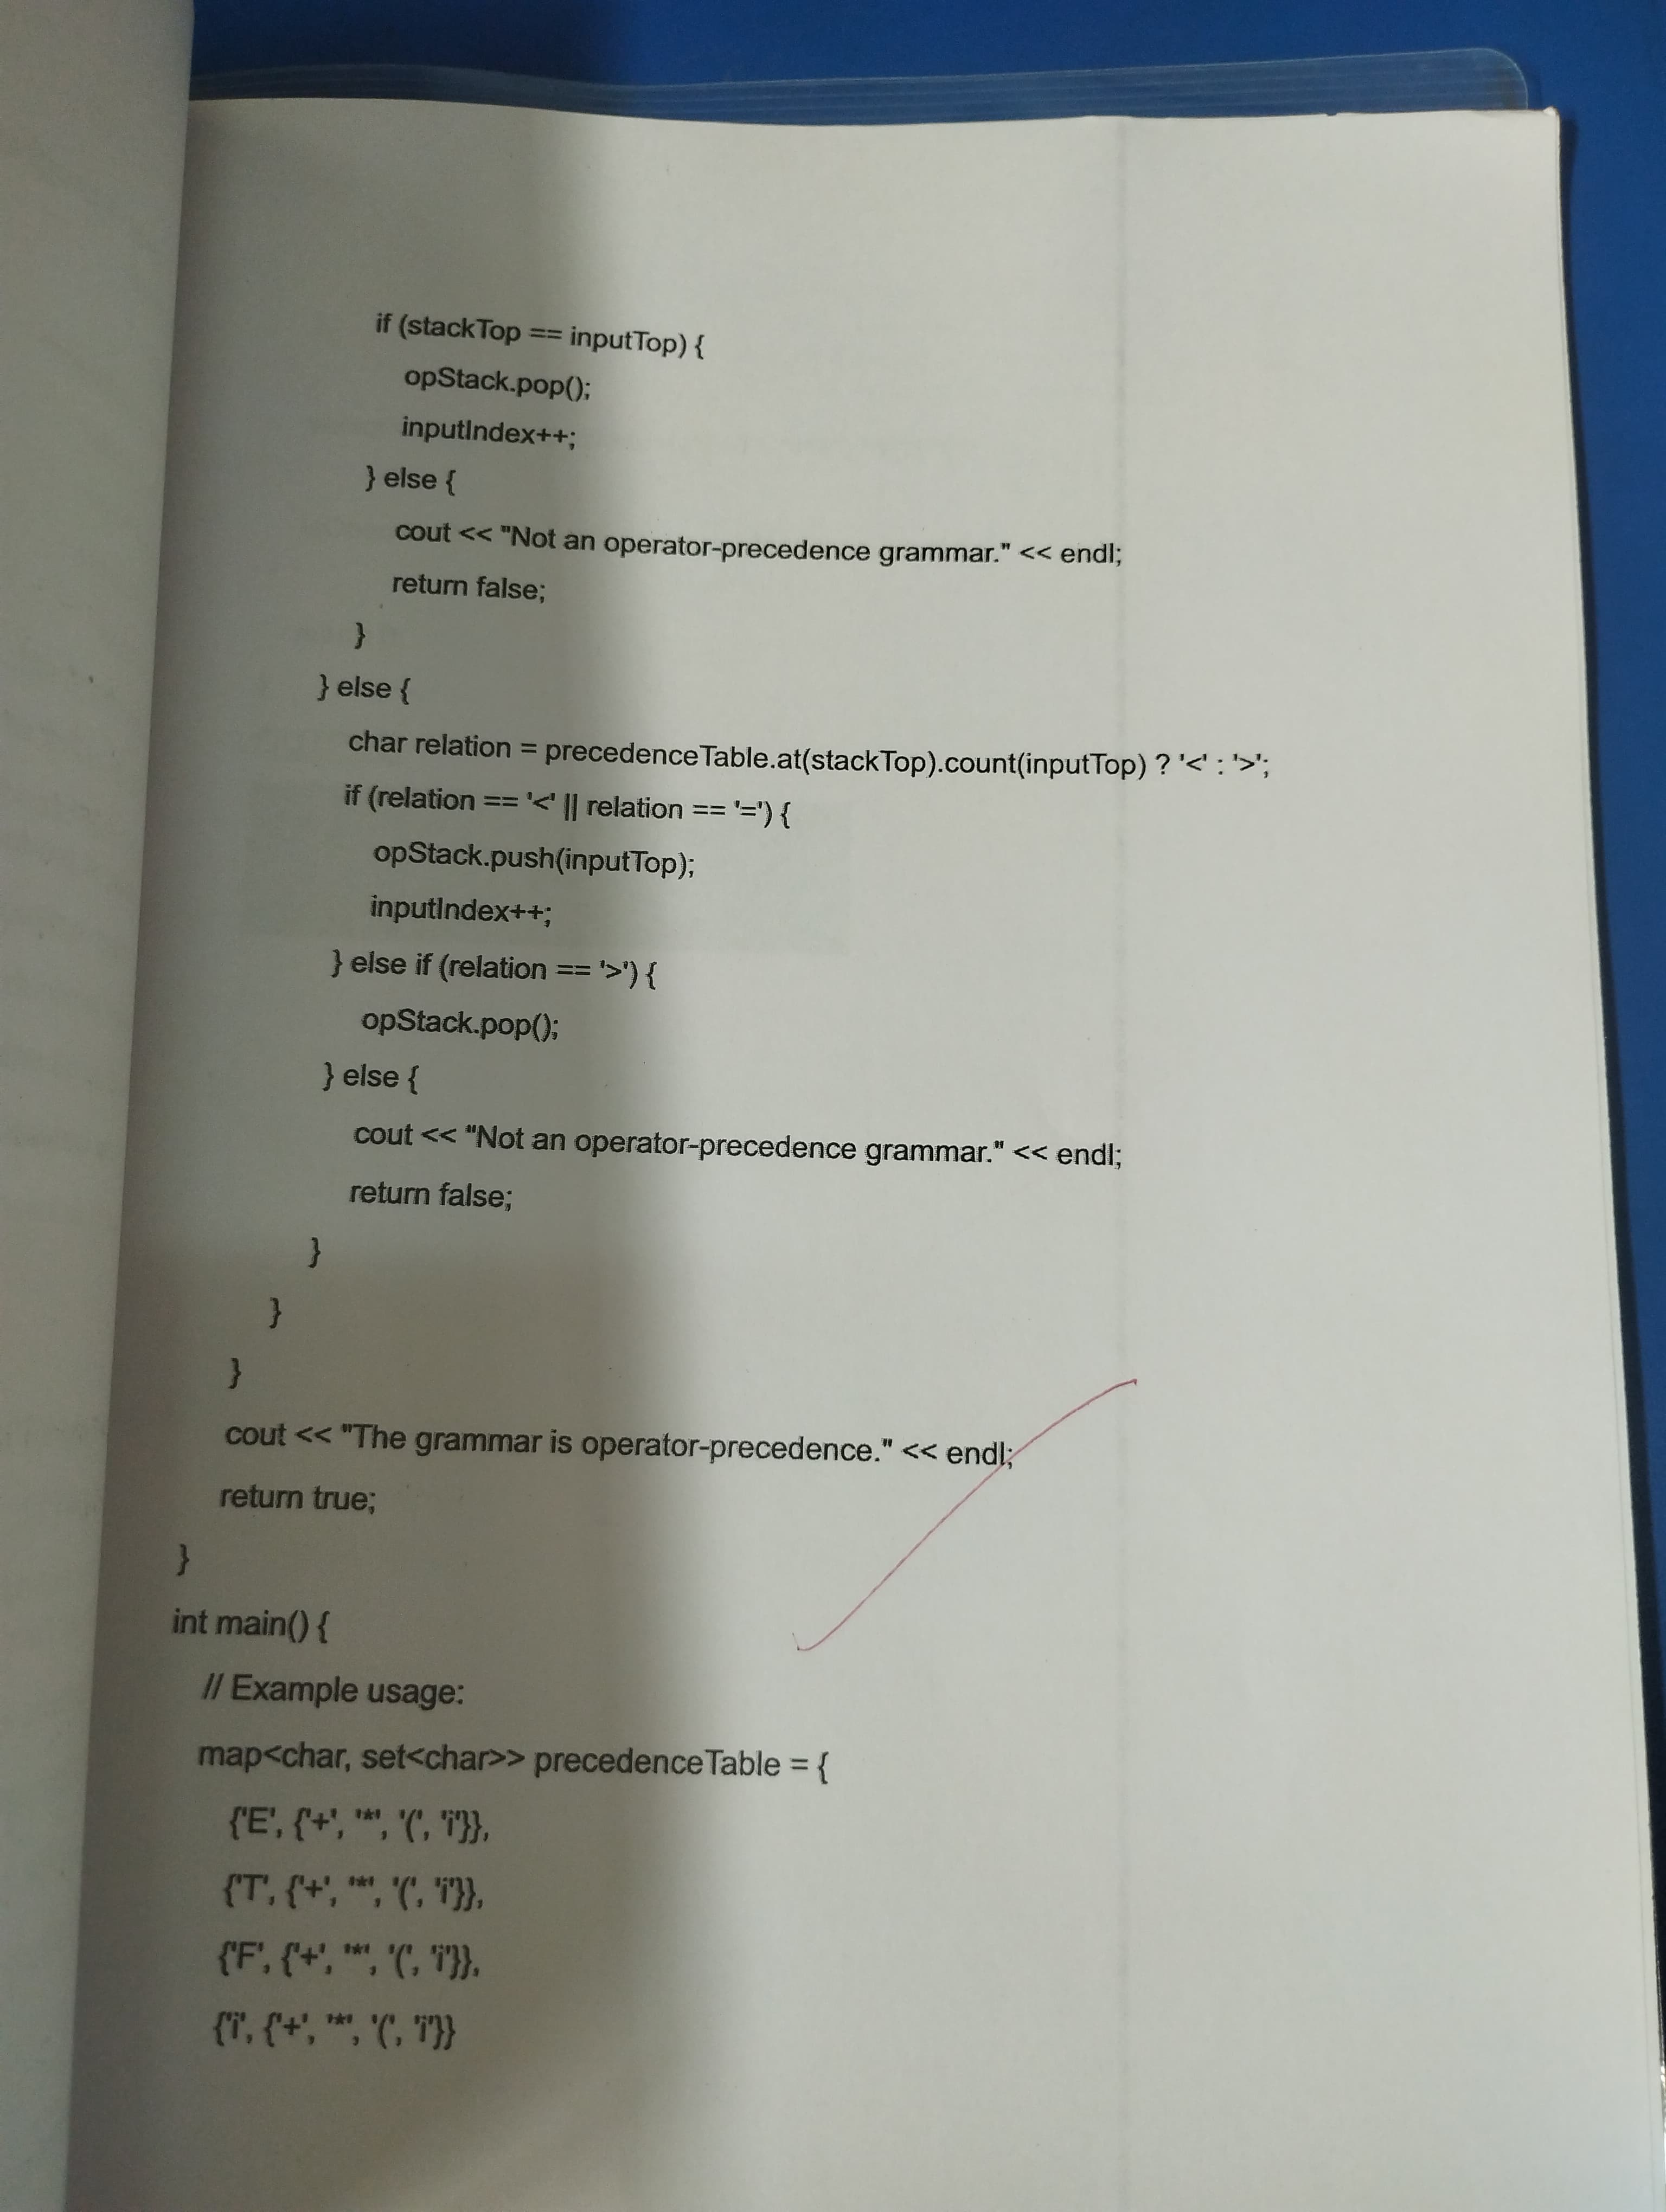 if (stackTop == inputTop) {
opStack.pop();
inputIndex++;
} else {
cout << "Not an operator-precedence grammar." << endl;
return false;
}
} else {
char relation = precedenceTable.at(stackTop).count(inputTop) ? '<' : '>';
if (relation == '<' || relation == '=') {
opStack.push(inputTop);
inputIndex++;
} else if (relation == '>') {
opStack.pop();
} else {
cout << "Not an operator-precedence grammar." << endl;
return false;
}
}
}
cout << "The grammar is operator-precedence." << endl;
return true;
}
int main() {
// Example usage:
map<char, set<char>> precedenceTable = {
{'E', {'+', '*', '(', 'i'}},
{'T', {'+', '*', '(', 'i'}},
{'F', {'+', '*', '(', 'i'}},
{'i', {'+', '*', '(', 'i'}}